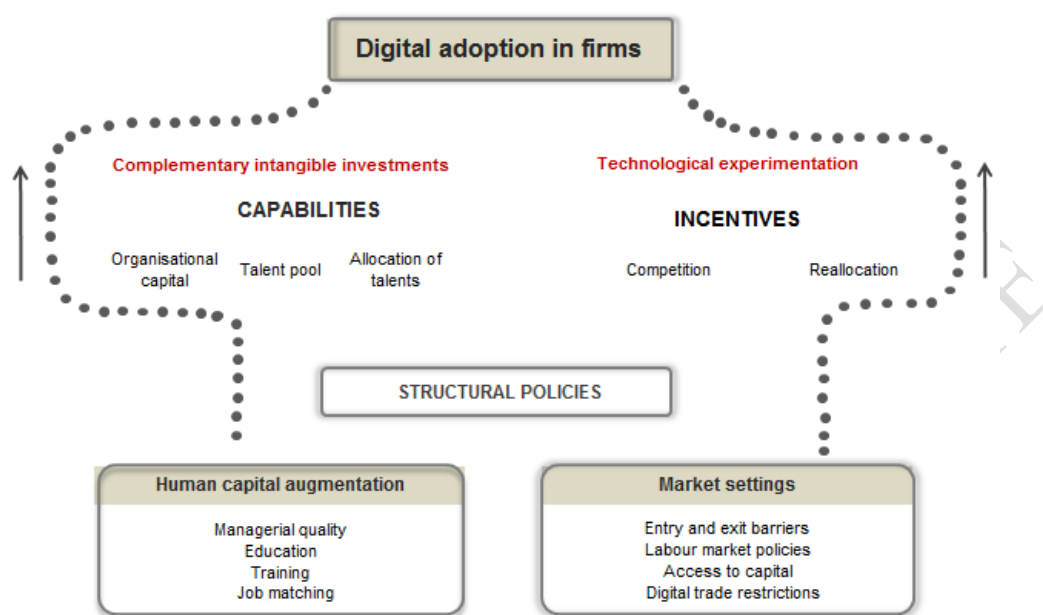 Digital adoption in firms
Complementary intangible investments
Technological experimentation
CAPABILITIES
INCENTIVES
Organisational
capital
Talent pool
Allocation of
talents
Competition
Reallocation
STRUCTURAL POLICIES
Human capital augmentation
Managerial quality
Education
Training
Job matching
Market settings
Entry and exit barriers
Labour market policies
Access to capital
Digital trade restrictions